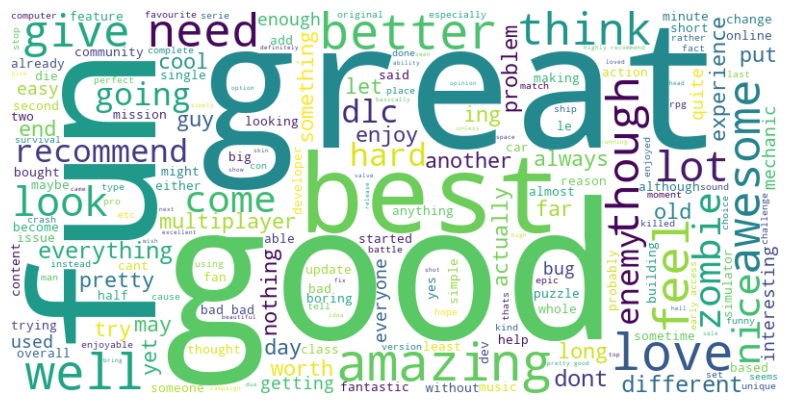 computer
favourite
serie
stop
give
feature
add
already
community
die
cool
single
easy
going
second
two
end
mission
guy
survival
recommend
bought
maybe
might
either
look
come
crash
type
pro
etc
came
become
issue
next
multiplayer
excellent
everything
wish
content
instead
cant
using
fan
man
pretty
half
cause
bad bad
beautiful
trying
try
may
used
overall
yet
thought
enjoyable
well
bring
someone
campaign
due
fun
need
great
good
best
original
especially
enough
complete
definitely
perfect
better
something
said
let
place
basically
option
looking
dlc
big
skin
con
show
enjoy
hard
another
developer
valve
release
anything
able
nothing
started
battle
update
bad
boring
tell
fix
idea
everyone
yes
shot
simple
hope
high
epic
thats
day
class
version
least
dev
worth
getting
fantastic
amazing
without
music
kind
help
think
done
ability
seen
opinion
match
unless
problem
making
highly recommend
loved
action
ship
le
space
ing
car
always
almost
reason
actually
far
bug
puzzle
whole
long
dont
pretty good
top
probably
minute
short
rather
fact
change
online
put
experience
quite
last
head
rpg
running
enjoyed
though
lot
awesome
mechanic
although
sound
moment
old
killed
choice
challenge
enemy
feel
zombie
building
early access
simulator
hell
funny
nice
interesting
sometime
love
sale
based
seems
different
set
unique